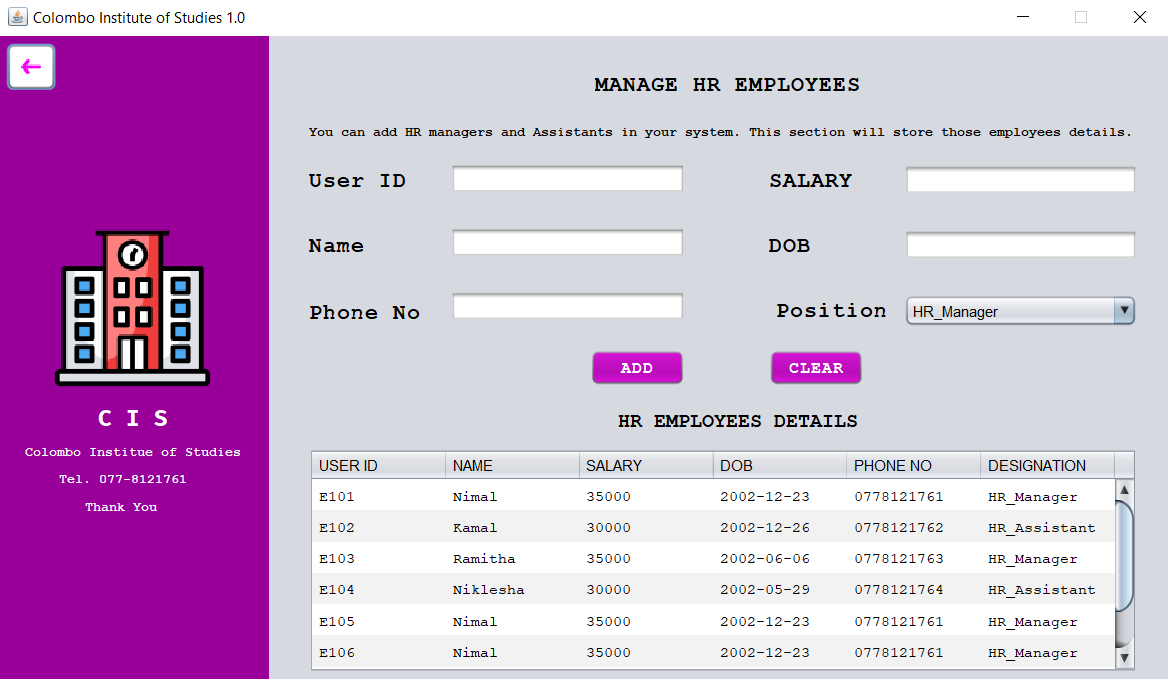 Colombo Institute of Studies 1.0
MANAGE HR EMPLOYEES
You can add HR managers and Assistants in your system. This section will store those employees details.
User ID
SALARY
Name
DOB
Phone No
Position HR_Manager
ADD CLEAR
C I S
Colombo Institue of Studies
Tel. 077-8121761
Thank You
HR EMPLOYEES DETAILS
USER ID NAME SALARY DOB PHONE NO DESIGNATION
E101 Nimal 35000 2002-12-23 0778121761 HR_Manager
E102 Kamal 30000 2002-12-26 0778121762 HR_Assistant
E103 Ramitha 35000 2002-06-06 0778121763 HR_Manager
E104 Niklesha 30000 2002-05-29 0778121764 HR_Assistant
E105 Nimal 35000 2002-12-23 0778121761 HR_Manager
E106 Nimal 35000 2002-12-23 0778121761 HR_Manager